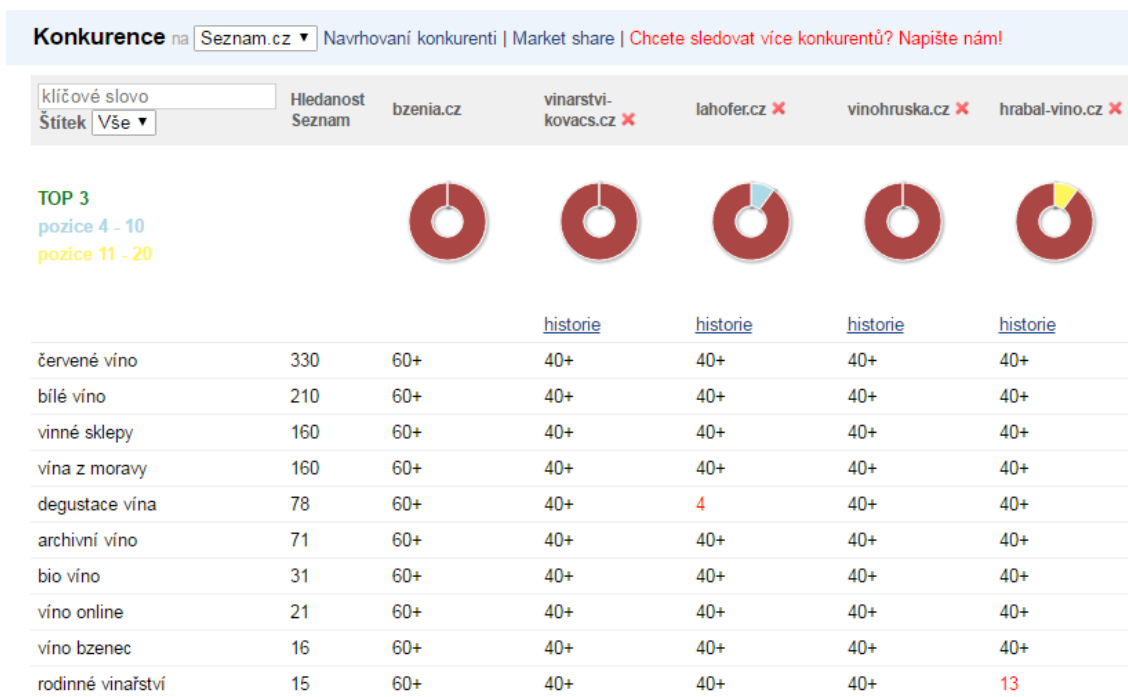 Konkurence na Seznam.cz ▼ Navrhovaní konkurenti | Market share | Chcete sledovat více konkurentů? Napište nám!
klíčové slovo
Štítek Vše ▼
Hledanost Seznam
bzenia.cz
vinarstvi-kovacs.cz
lahofer.cz
vinohruska.cz
hrabal-vino.cz
TOP 3
pozice 4 - 10
pozice 11 - 20
historie historie historie historie
červené víno 330 60+ 40+ 40+ 40+ 40+
bílé víno 210 60+ 40+ 40+ 40+ 40+
vinné sklepy 160 60+ 40+ 40+ 40+ 40+
vína z moravy 160 60+ 40+ 40+ 40+ 40+
degustace vína 78 60+ 40+ 4 40+ 40+
archivní víno 71 60+ 40+ 40+ 40+ 40+
bio víno 31 60+ 40+ 40+ 40+ 40+
víno online 21 60+ 40+ 40+ 40+ 40+
víno bzenec 16 60+ 40+ 40+ 40+ 40+
rodinné vinařství 15 60+ 40+ 40+ 40+ 13